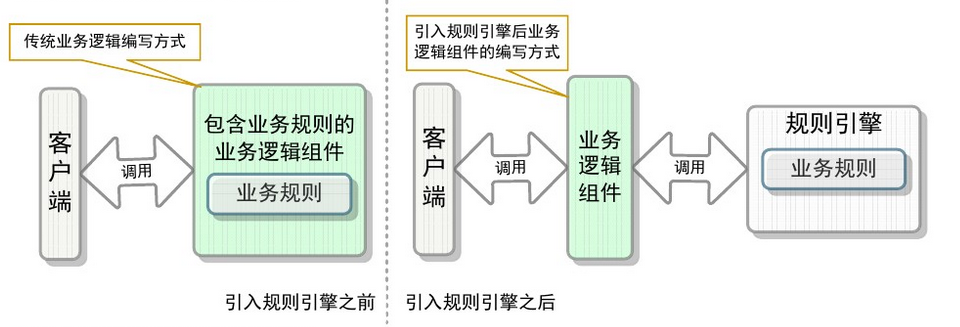 传统业务逻辑编写方式
客户端
调用
包含业务规则的
业务逻辑组件
业务规则
引入规则引擎之前
引入规则引擎后业务
逻辑组件的编写方式
客户端
调用
业务
逻辑
组件
调用
规则引擎
业务规则
引入规则引擎之后